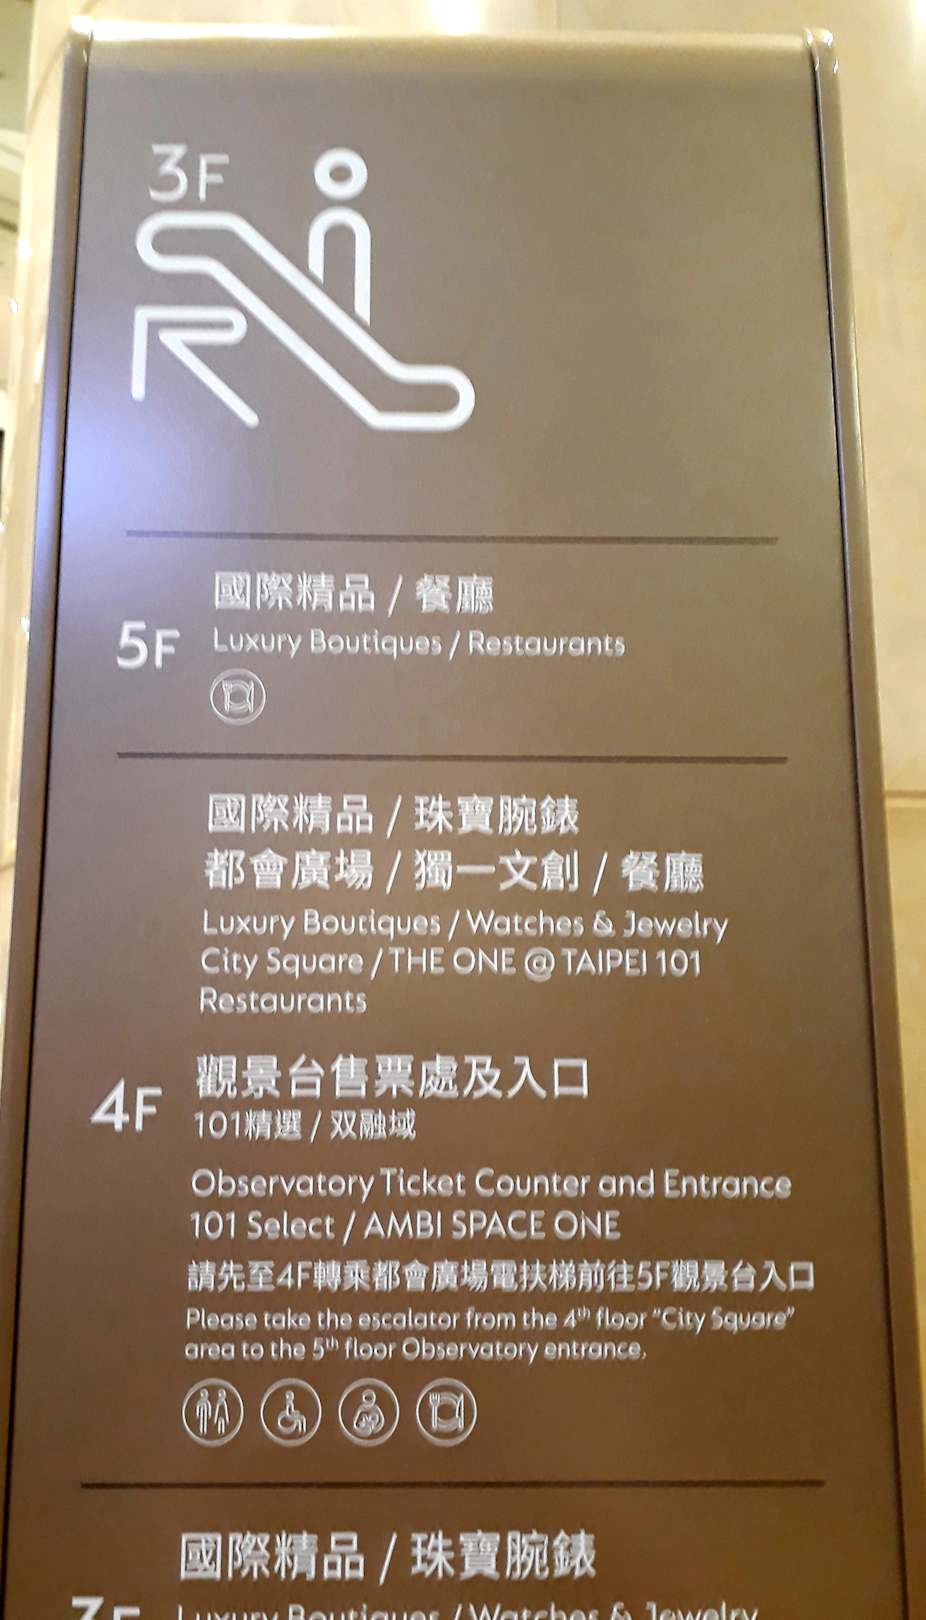 3F
國際精品 / 餐廳
5F
Luxury Boutiques / Restaurants
國際精品 / 珠寶腕錶
都會廣場 / 獨一文創 / 餐廳
Luxury Boutiques / Watches & Jewelry
City Square / THE ONE @ TAIPEI 101
Restaurants
4F
觀景台售票處及入口
101精選 / 双融域
Observatory Ticket Counter and Entrance
101 Select / AMBI SPACE ONE
請先至4F轉乘都會廣場電扶梯前往5F觀景台入口
Please take the escalator from the 4th floor "City Square"
area to the 5th floor Observatory entrance.
國際精品 / 珠寶腕錶
3F
Luxury Boutiques / Watches & Jewelry